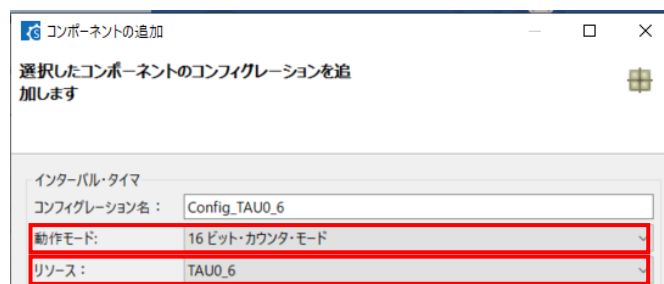 コンポーネントの追加
選択したコンポーネントのコンフィグレーションを追
加します
インターバル・タイマ
コンフィグレーション名: Config_TAU0_6
動作モード: 16 ビット・カウンタ・モード
リソース: TAU0_6